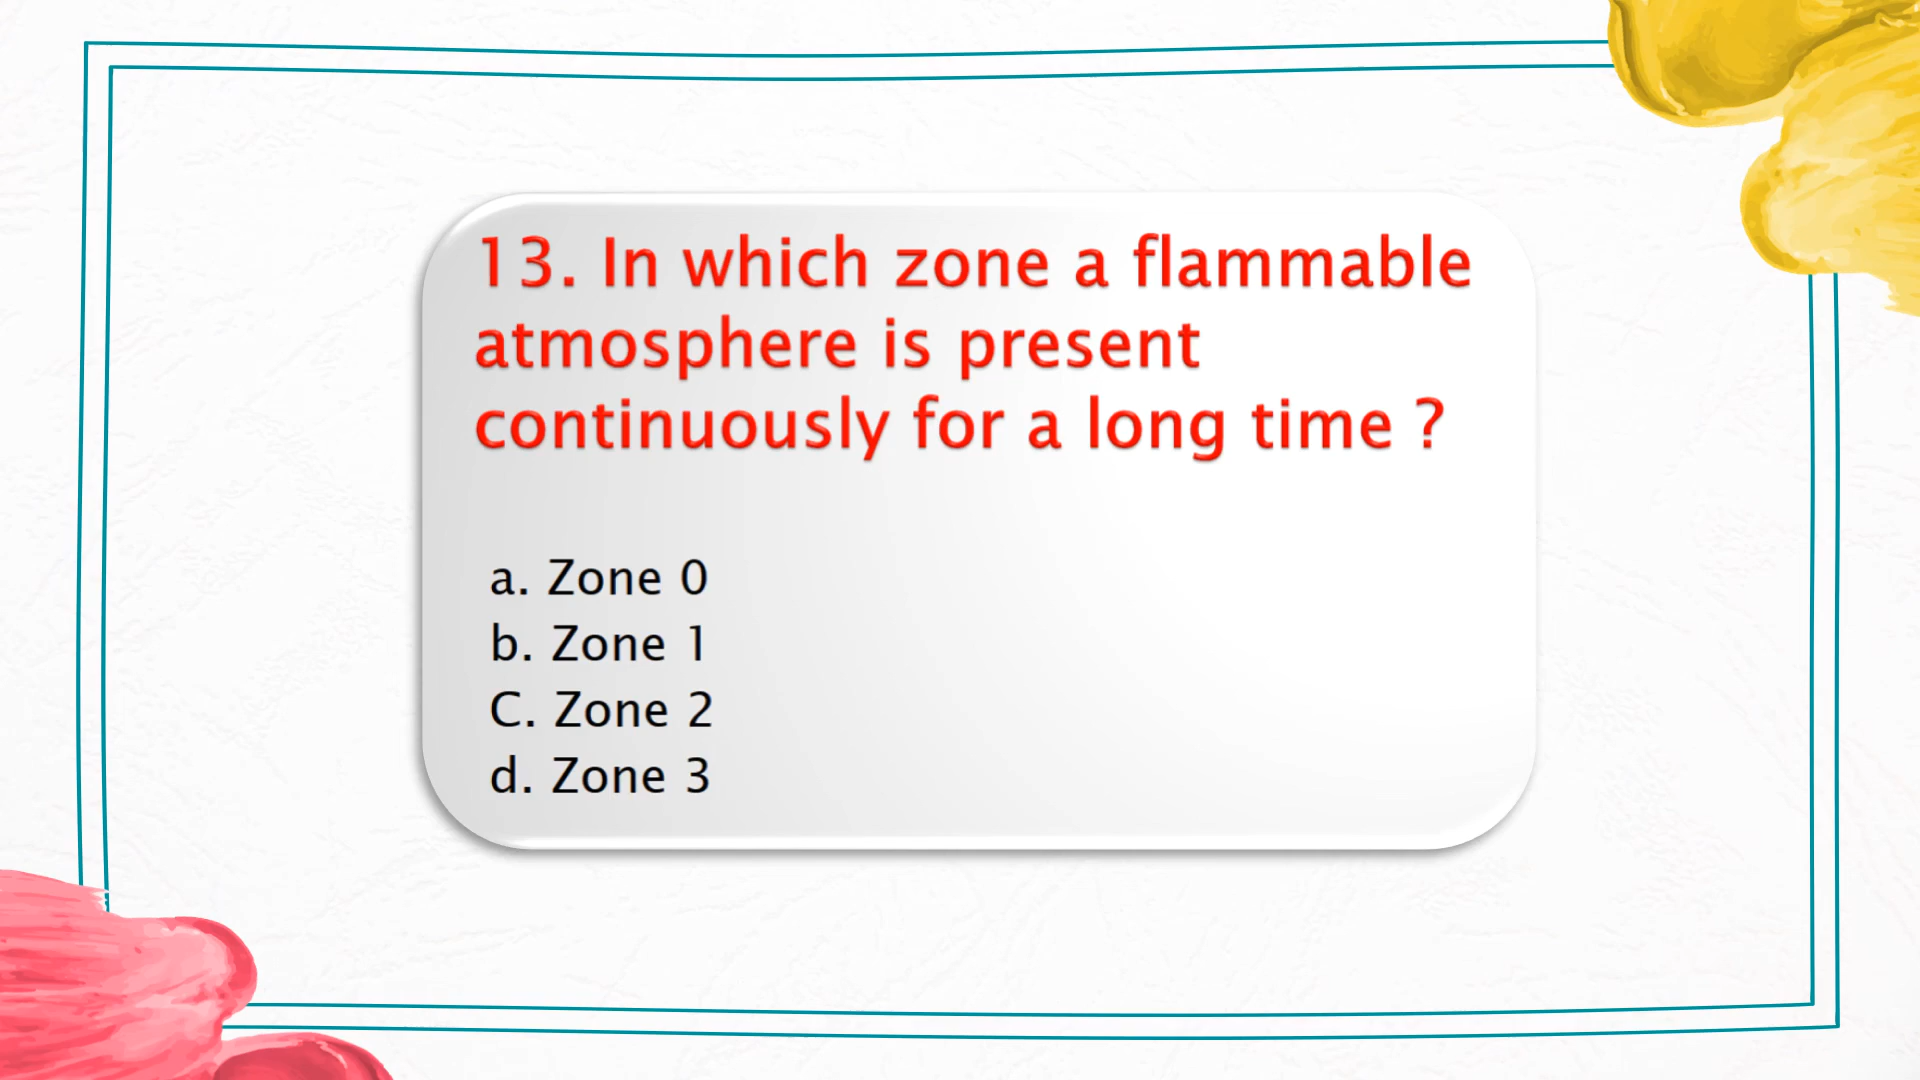 13. In which zone a flammable
atmosphere is present
continuously for a long time ?
a. Zone 0
b. Zone 1
C. Zone 2
d. Zone 3